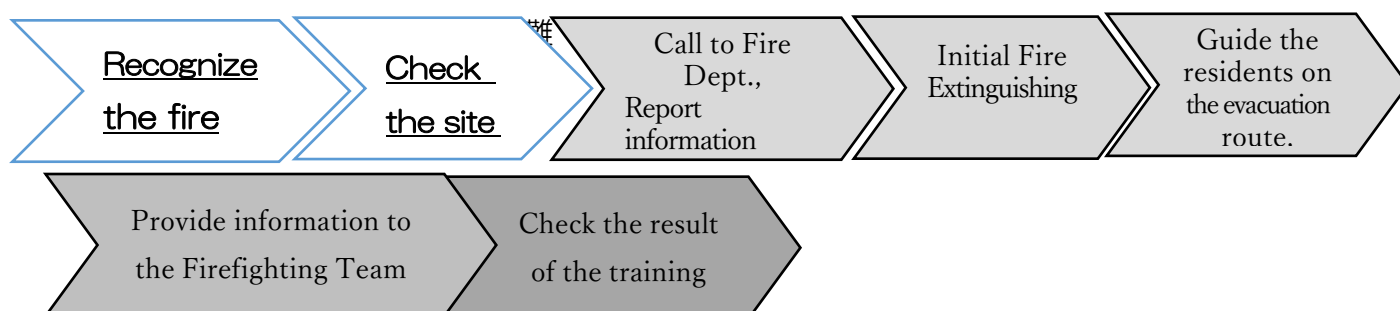 Recognize
the fire
Check
the site
難
Call to Fire
Dept.,
Report
information
Initial Fire
Extinguishing
Guide the
residents on
the evacuation
route.
Provide information to
the Firefighting Team
Check the result
of the training